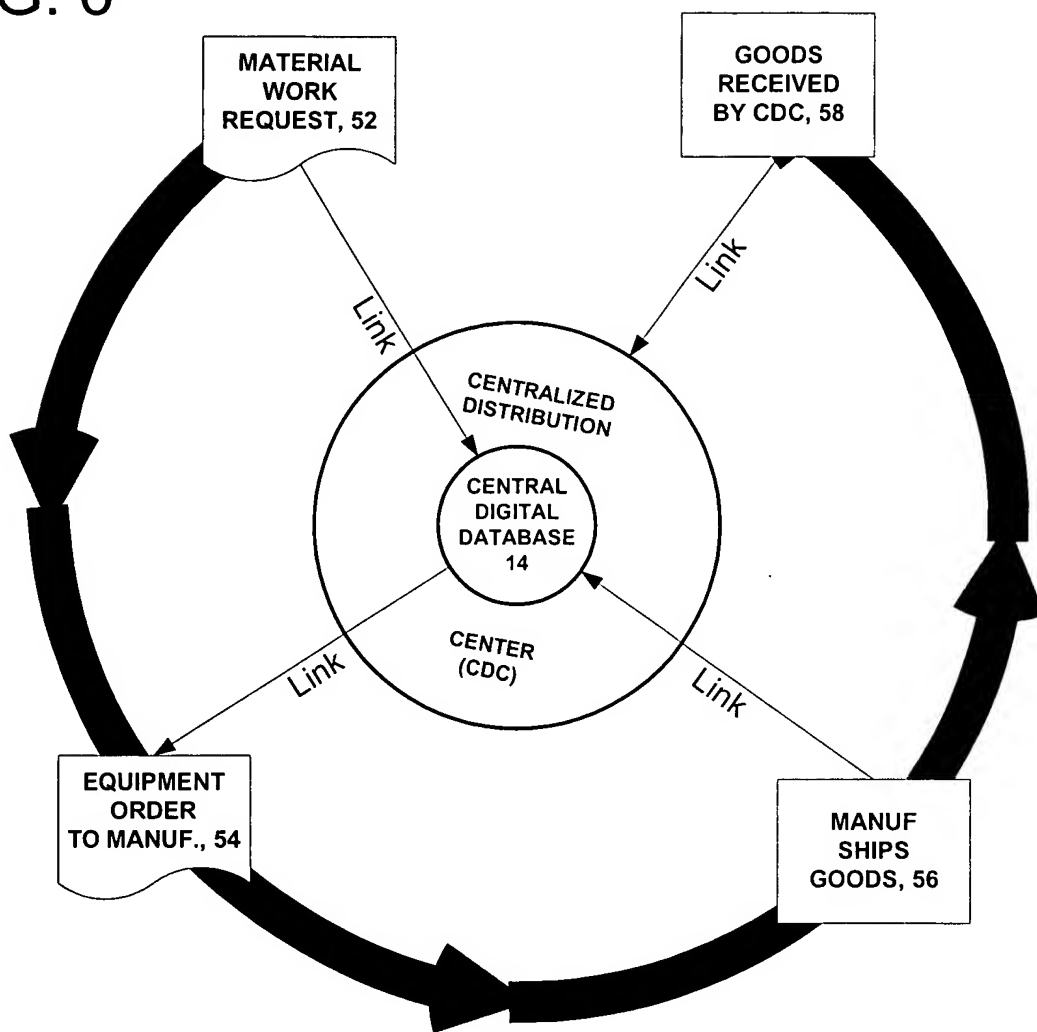 MATERIAL
WORK
REQUEST, 52
GOODS
RECEIVED
BY CDC, 58
Link
Link
CENTRALIZED
DISTRIBUTION
CENTRAL
DIGITAL
DATABASE
14
CENTER
(CDC)
Link
Link
EQUIPMENT
ORDER
TO MANUF., 54
MANUF
SHIPS
GOODS, 56